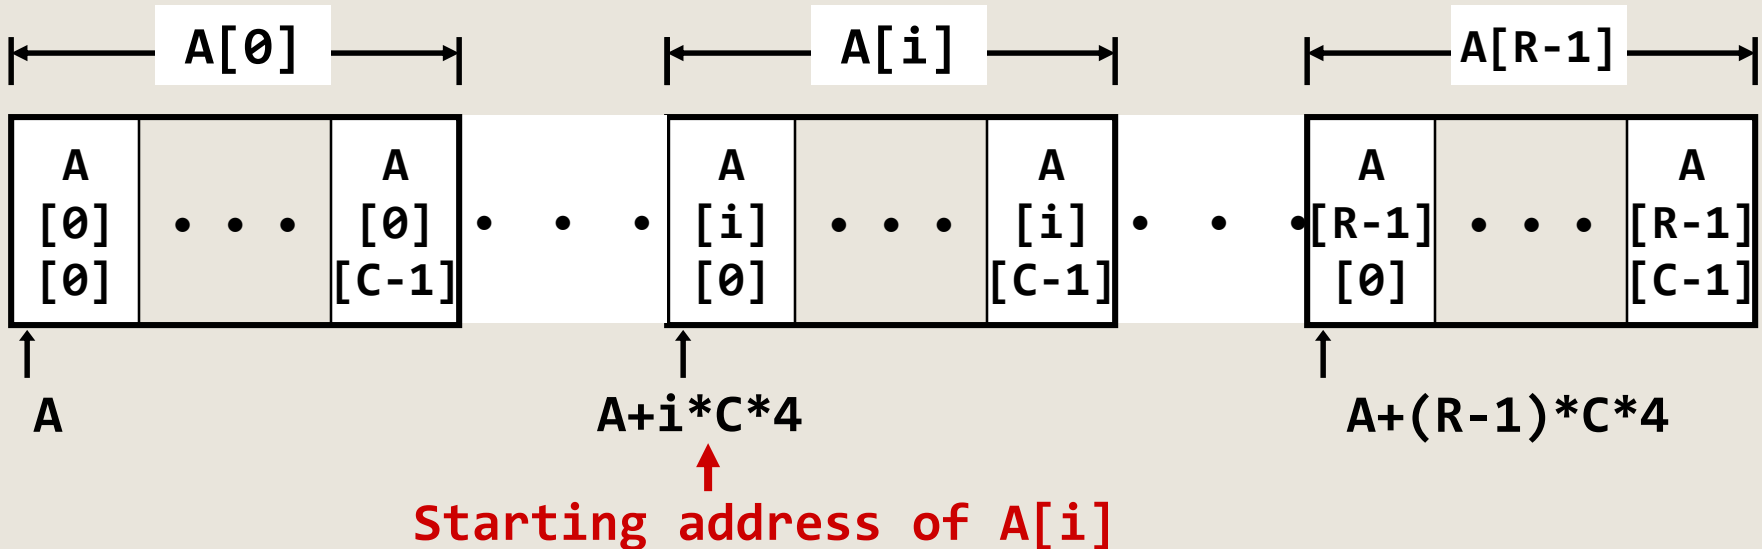 A[0] A[i] A[R-1]
A A • • • A A • • • A A
[0] • • • [0] [i] • • • [i] [R-1] • • • [R-1]
[0] [C-1] [0] [C-1] [0] [C-1]
A A+i*C*4 A+(R-1)*C*4
Starting address of A[i]